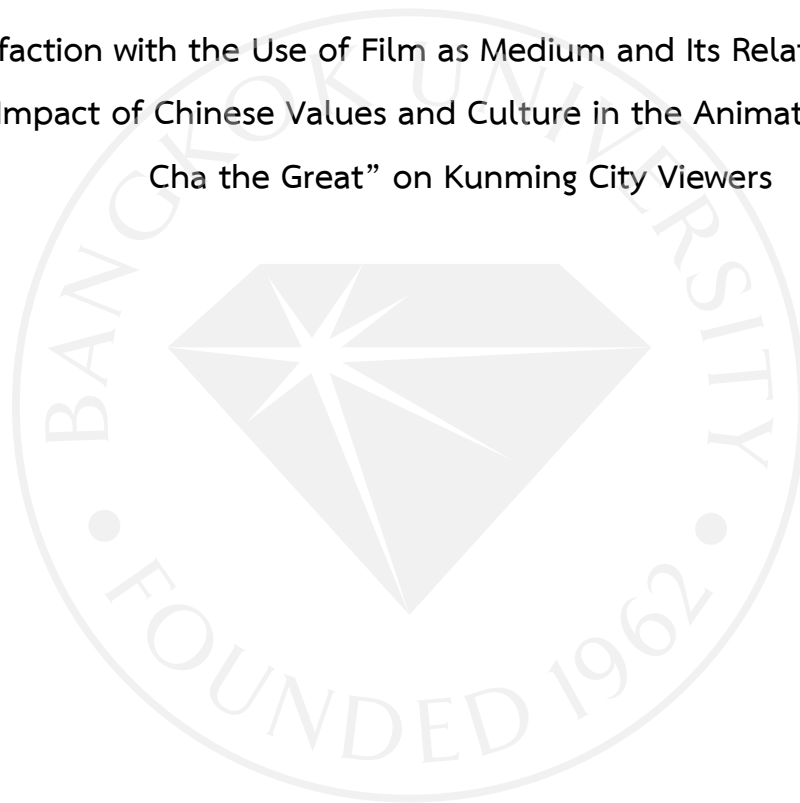 faction with the Use of Film as Medium and Its Rela
Impact of Chinese Values and Culture in the Animat
Cha the Great” on Kunming City Viewers
BANGKOK UNIVERSITY
• FOUNDED 1962 •